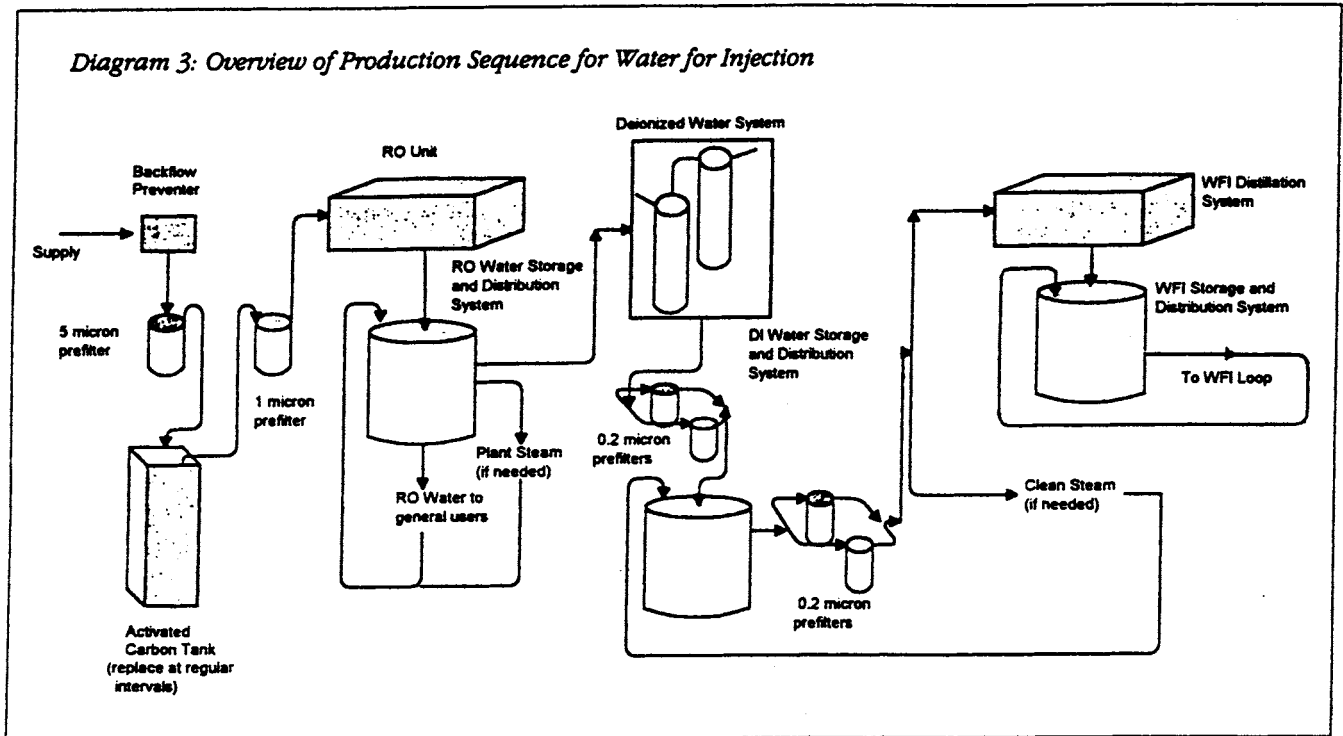 Diagram 3: Overview of Production Sequence for Water for Injection
Supply
Backflow
Preventer
5 micron
prefilter
Activated
Carbon Tank
(replace at regular
intervals)
1 micron
prefilter
RO Unit
RO Water Storage
and Distribution
System
Plant Steam
(if needed)
RO Water to
general users
Deionized Water System
DI Water Storage
and Distribution
System
0.2 micron
prefilters
0.2 micron
prefilters
WFI Distillation
System
WFI Storage and
Distribution System
To WFI Loop
Clean Steam
(if needed)